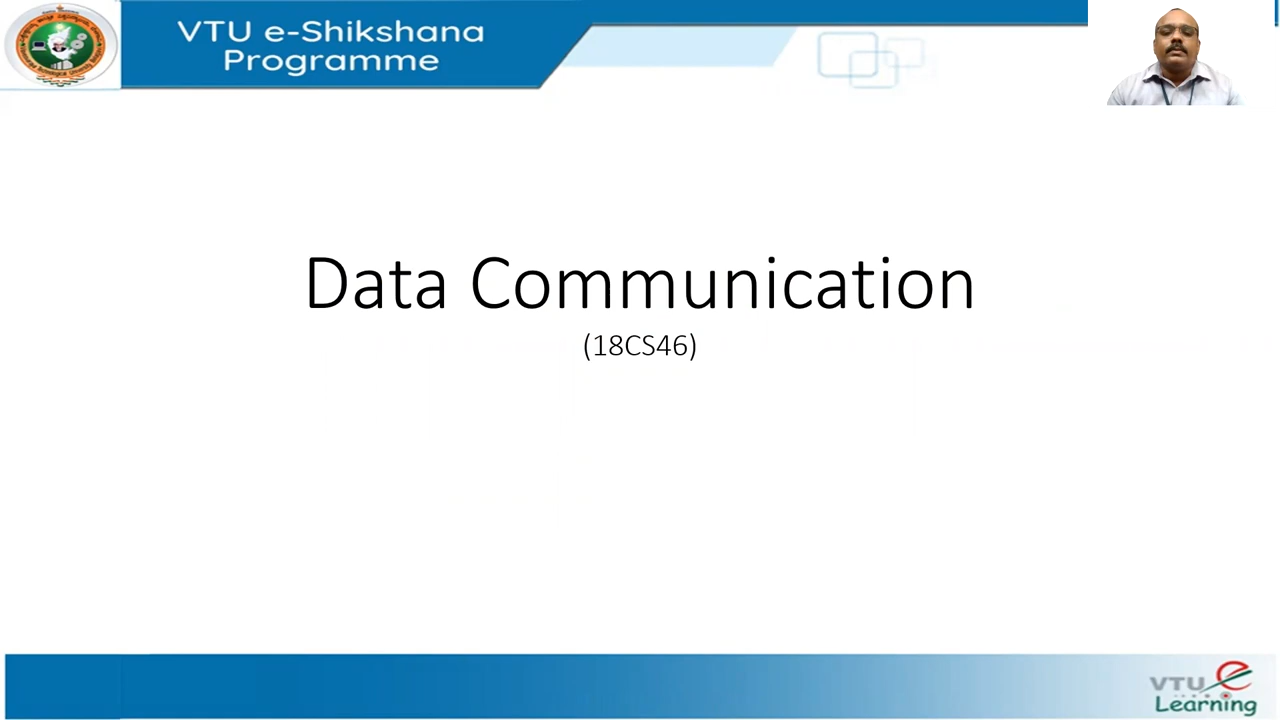 VTU e-Shikshana
Programme
Data Communication
(18CS46)
VTU e
Learning